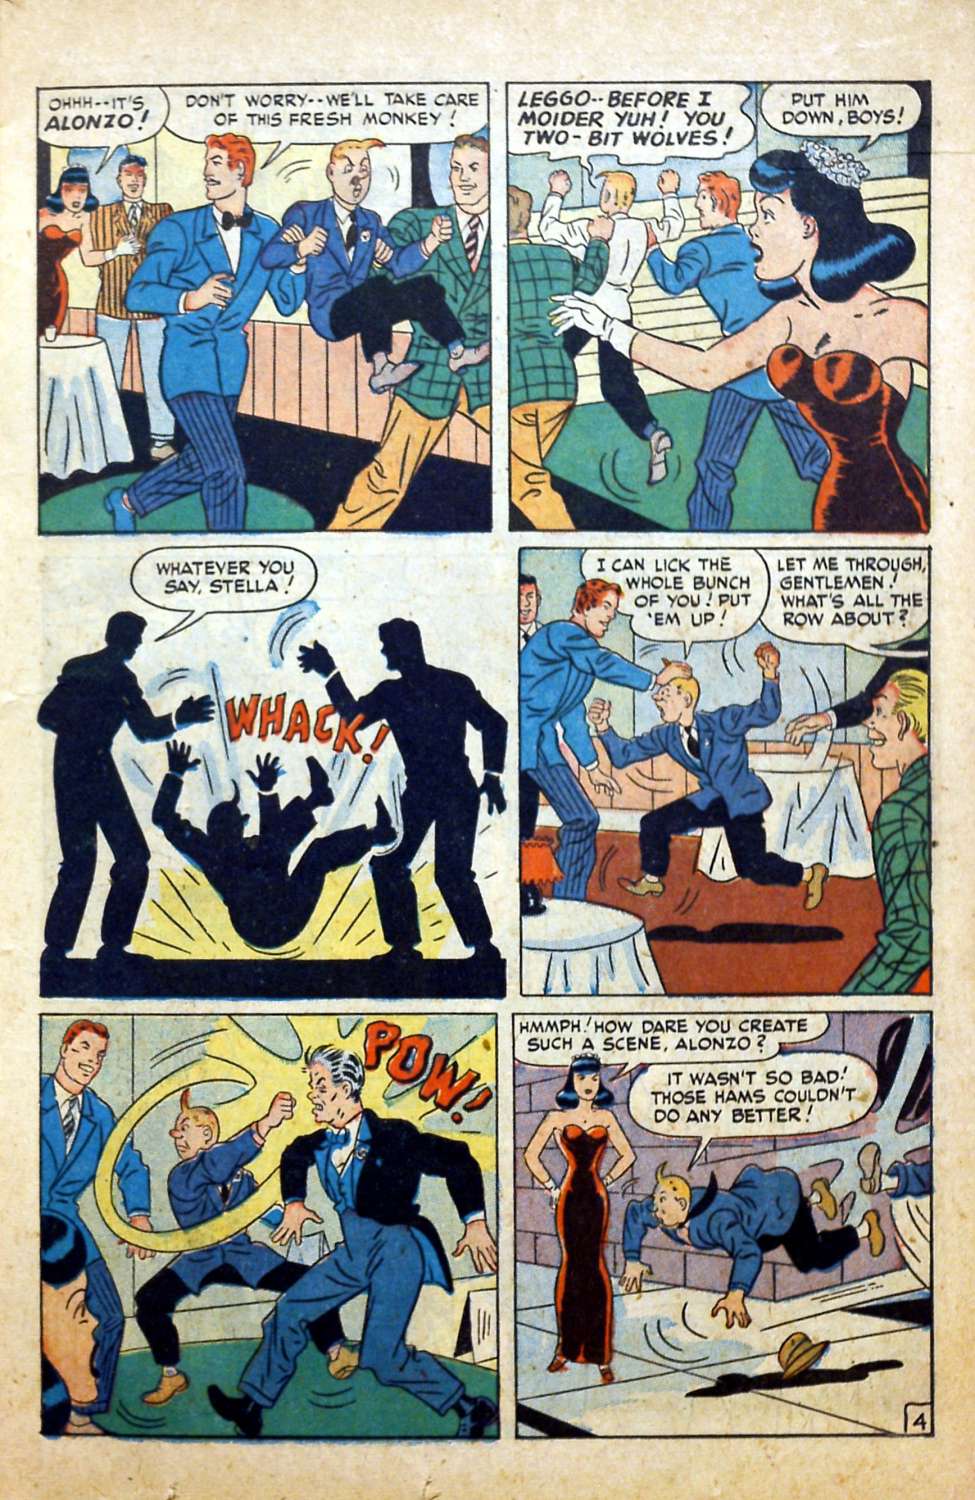 OHHH--IT'S
ALONZO!
DON'T WORRY--WE'LL TAKE CARE
OF THIS FRESH MONKEY!
LEGGO--BEFORE I
MOIDER YUH! YOU
TWO-BIT WOLVES!
PUT HIM
DOWN, BOYS!
WHATEVER YOU
SAY, STELLA!
WHACK!
I CAN LICK THE
WHOLE BUNCH
OF YOU! PUT
'EM UP!
LET ME THROUGH,
GENTLEMEN!
WHAT'S ALL THE
ROW ABOUT?
POW!
HMMPH! HOW DARE YOU CREATE
SUCH A SCENE, ALONZO?
IT WASN'T SO BAD!
THOSE HAMS COULDN'T
DO ANY BETTER!
4